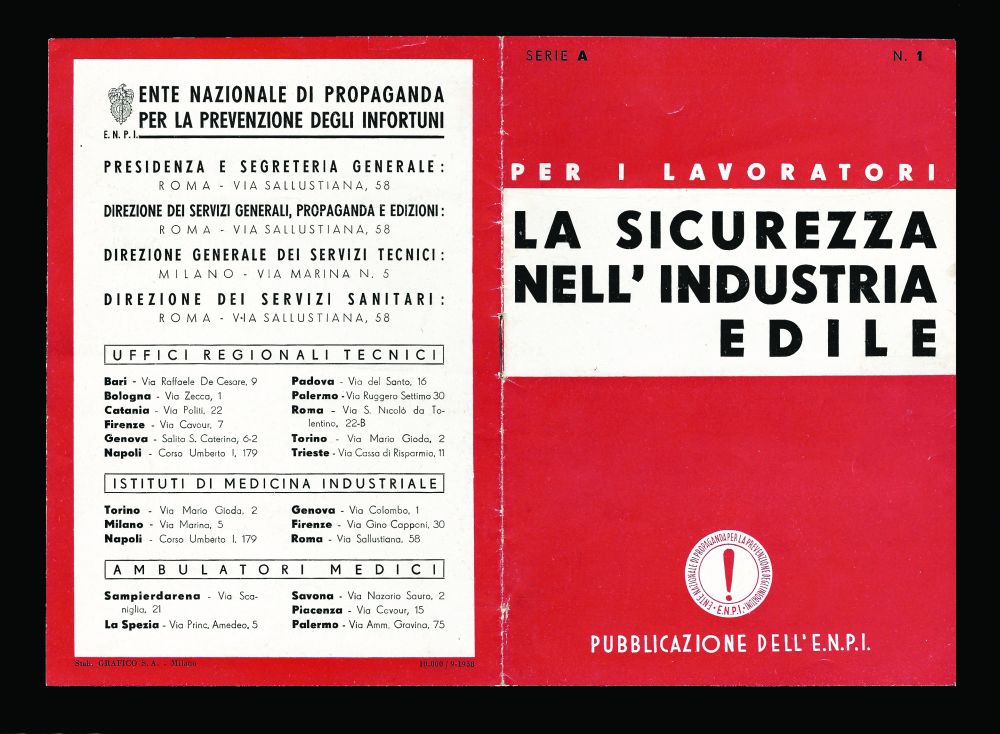 ENTE NAZIONALE DI PROPAGANDA
PER LA PREVENZIONE DEGLI INFORTUNI
E. N. P. I.
PRESIDENZA E SEGRETERIA GENERALE:
ROMA - VIA SALLUSTIANA, 58
DIREZIONE DEI SERVIZI GENERALI, PROPAGANDA E EDIZIONI:
ROMA - VIA SALLUSTIANA, 58
DIREZIONE GENERALE DEI SERVIZI TECNICI:
MILANO - VIA MARINA N. 5
DIREZIONE DEI SERVIZI SANITARI:
ROMA - VIA SALLUSTIANA, 58
UFFICI REGIONALI TECNICI
Bari - Via Raffaele De Cesare, 9
Bologna - Via Zecca, 1
Catania - Via Politi, 22
Firenze - Via Cavour, 7
Genova - Salita S. Caterina, 6-2
Napoli - Corso Umberto I, 179
Padova - Via del Santo, 16
Palermo - Via Ruggero Settimo 30
Roma - Via S. Nicolò da To-
lentino, 22-B
Torino - Via Mario Gioda, 2
Trieste - Via Cassa di Risparmio, 11
ISTITUTI DI MEDICINA INDUSTRIALE
Torino - Via Mario Gioda, 2
Milano - Via Marina, 5
Napoli - Corso Umberto I, 179
Genova - Via Colombo, 1
Firenze - Via Gino Capponi, 30
Roma - Via Sallustiana, 58
AMBULATORI MEDICI
Sampierdarena - Via Sca-
niglia, 21
La Spezia - Via Princ. Amedeo, 5
Savona - Via Nazario Sauro, 2
Piacenza - Via Cavour, 15
Palermo - Via Amm. Gravina, 75
Stab. GRAFICO S. A. - Milano
10.000 / 9-1938
SERIE A
N. 1
PER I LAVORATORI
LA SICUREZZA
NELL'INDUSTRIA
EDILE
ENTE NAZIONALE DI PROPAGANDA PER LA PREVENZIONE DEGLI INFORTUNI
· E.N.P.I. ·
!
PUBBLICAZIONE DELL'E.N.P.I.